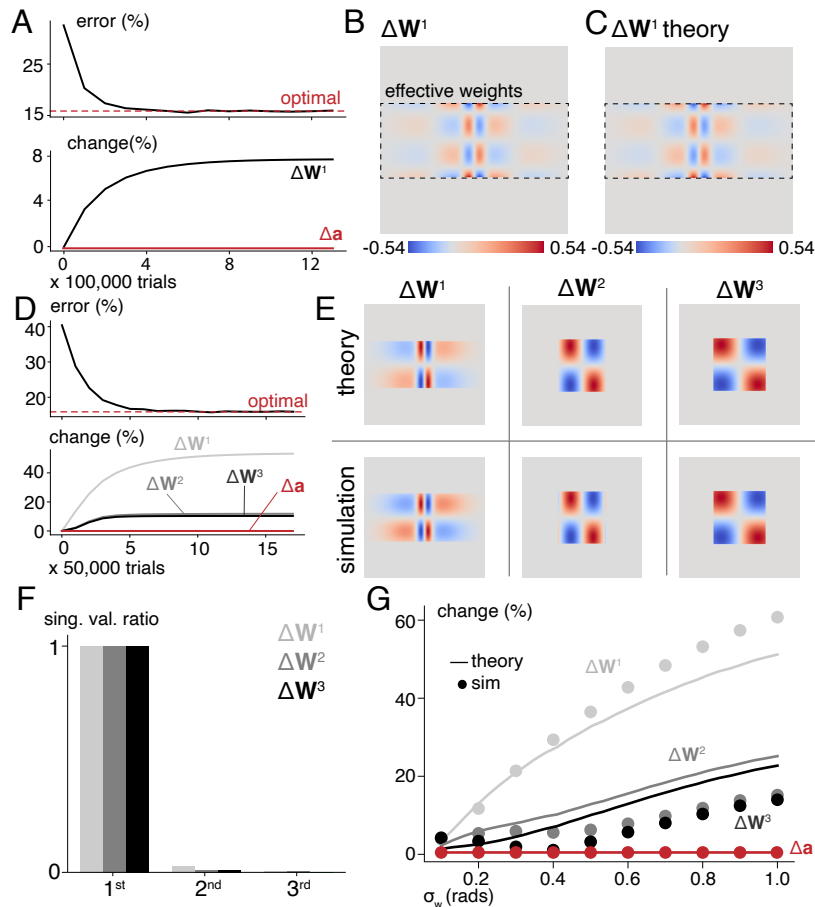 A
error (%)
25
15
optimal
change(%)
8
4
0
ΔW¹
Δa
0 4 8 12
x 100,000 trials
B
ΔW¹
effective weights
-0.54 0.54
C
ΔW¹ theory
-0.54 0.54
D
error (%)
40
30
20
optimal
change (%)
40
20
0
ΔW¹
ΔW²
ΔW³
Δa
0 5 10 15
x 50,000 trials
E
ΔW¹ ΔW² ΔW³
theory
simulation
F
sing. val. ratio
1
0
ΔW¹
ΔW²
ΔW³
1st 2nd 3rd
G
change (%)
60
40
20
0
theory
sim
ΔW¹
ΔW²
ΔW³
Δa
0.2 0.4 0.6 0.8 1.0
σw (rads)